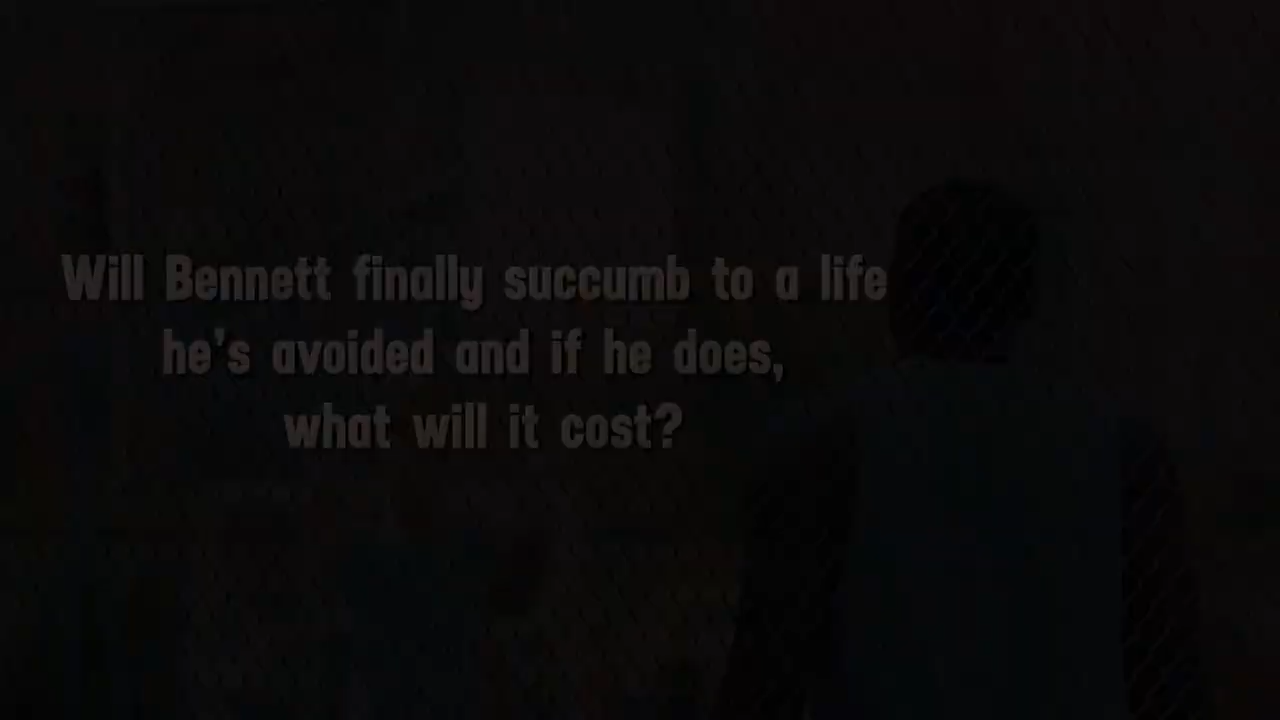 Will Bennett finally succumb to a life
he's avoided and if he does,
what will it cost?